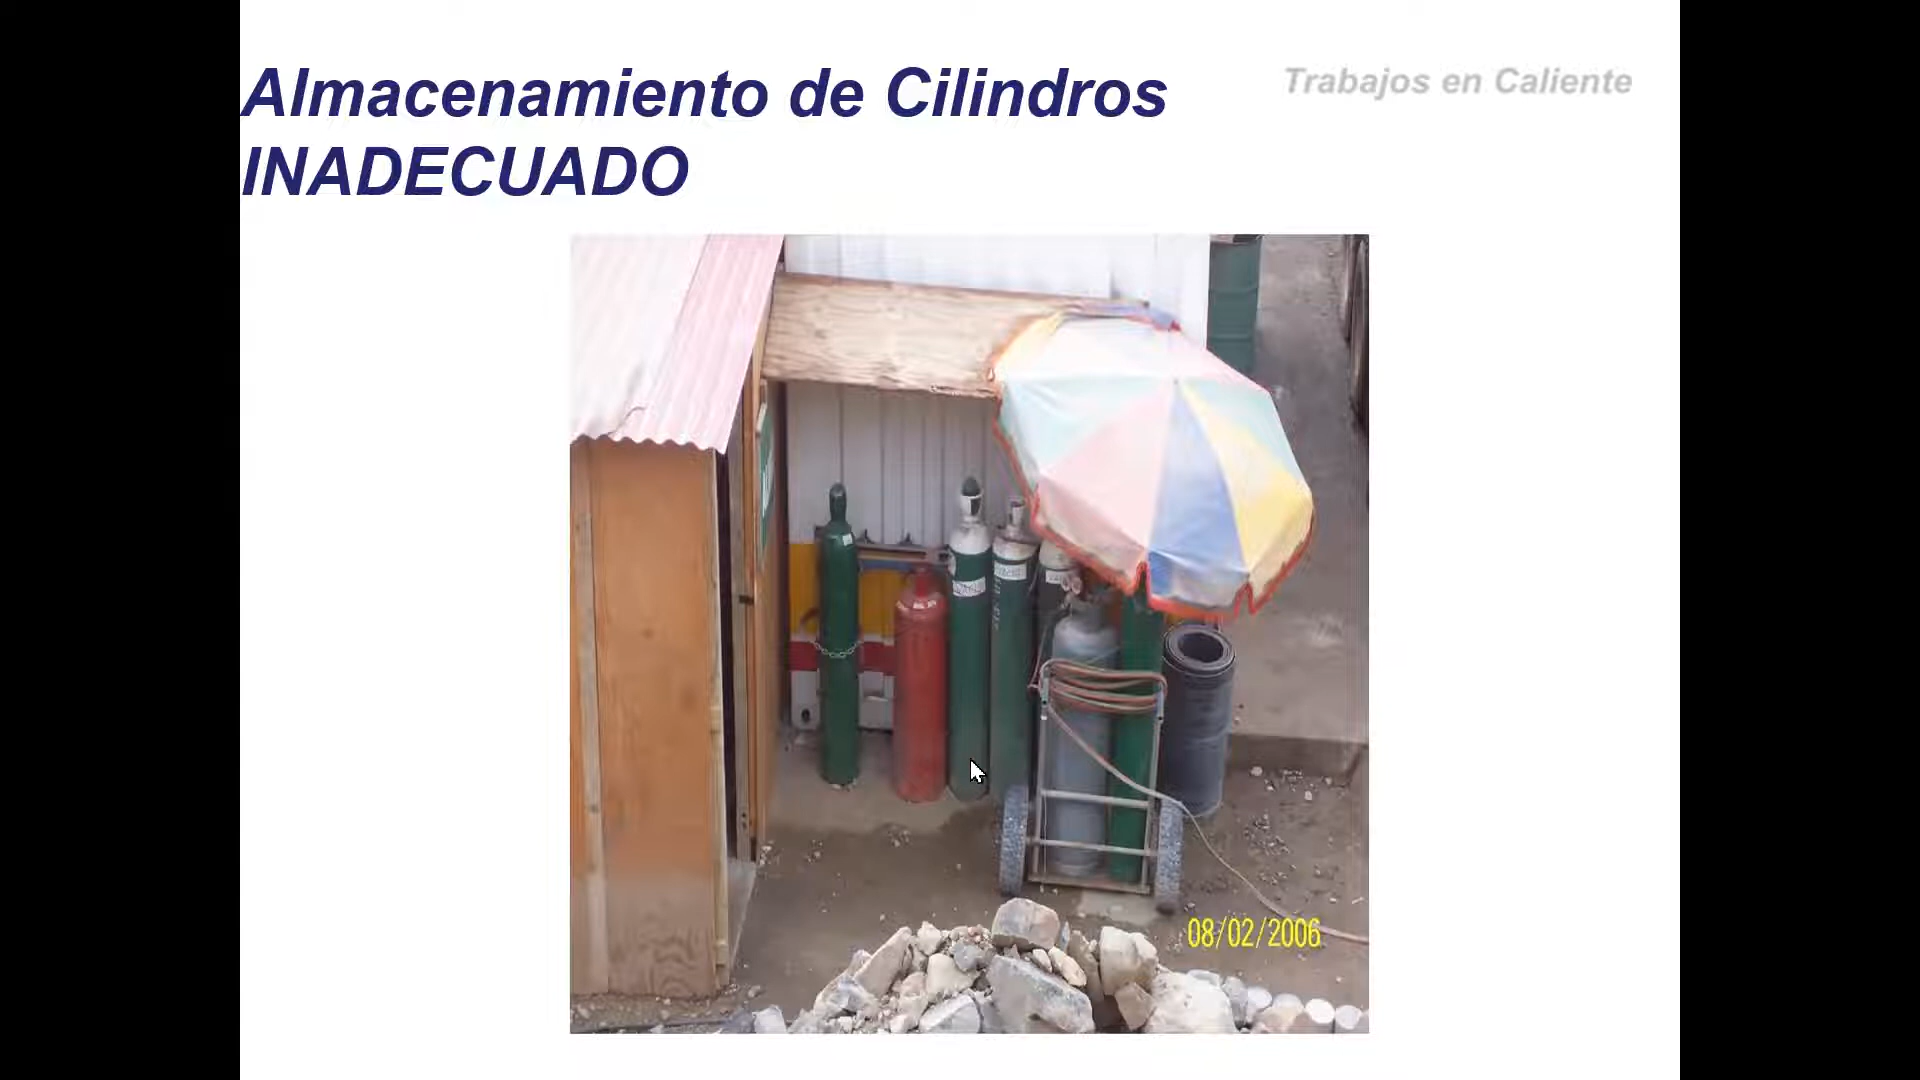 Almacenamiento de Cilindros
INADECUADO
Trabajos en Caliente
08/02/2006